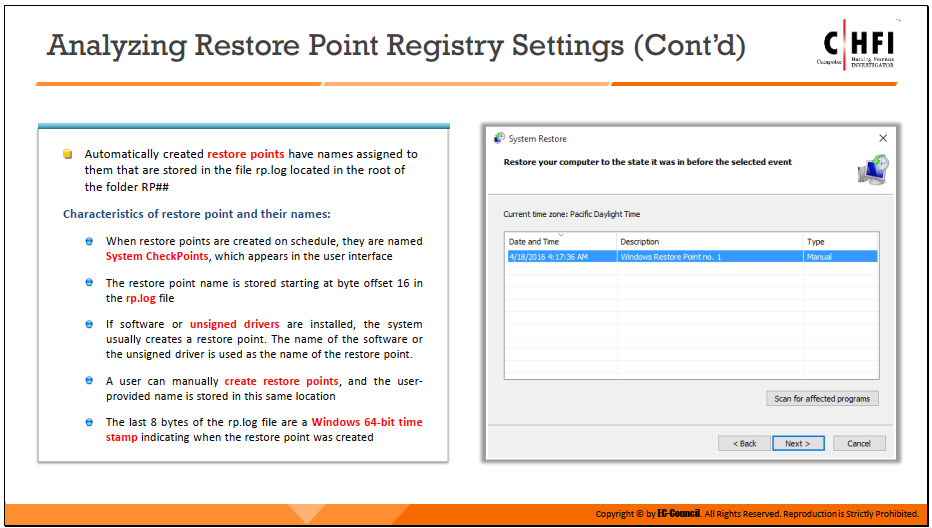 Analyzing Restore Point Registry Settings (Cont'd)
C HFI
Computer Hacking Forensic
INVESTIGATOR
Automatically created restore points have names assigned to
them that are stored in the file rp.log located in the root of
the folder RP##
Characteristics of restore point and their names:
When restore points are created on schedule, they are named
System CheckPoints, which appears in the user interface
The restore point name is stored starting at byte offset 16 in
the rp.log file
If software or unsigned drivers are installed, the system
usually creates a restore point. The name of the software or
the unsigned driver is used as the name of the restore point.
A user can manually create restore points, and the user-
provided name is stored in this same location
The last 8 bytes of the rp.log file are a Windows 64-bit time
stamp indicating when the restore point was created
System Restore
Restore your computer to the state it was in before the selected event
Current time zone: Pacific Daylight Time
Date and Time Description Type
4/18/2016 4:17:36 AM Windows Restore Point no. 1 Manual
Scan for affected programs
< Back Next > Cancel
Copyright © by EC-Council. All Rights Reserved. Reproduction is Strictly Prohibited.